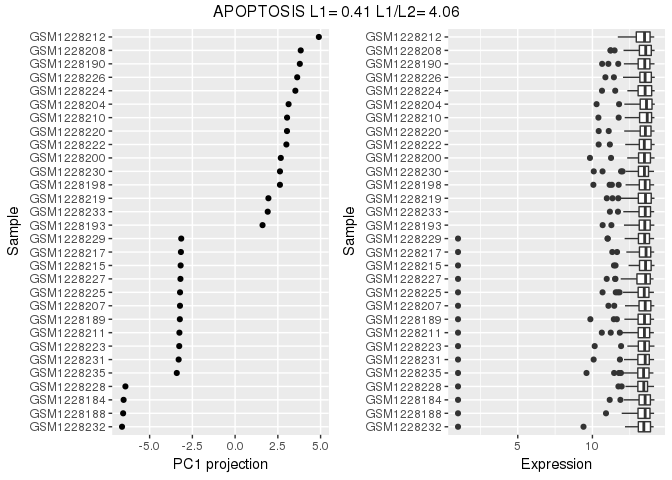 APOPTOSIS L1= 0.41 L1/L2= 4.06
Sample
GSM1228212
GSM1228208
GSM1228190
GSM1228226
GSM1228224
GSM1228204
GSM1228210
GSM1228220
GSM1228222
GSM1228200
GSM1228230
GSM1228198
GSM1228219
GSM1228233
GSM1228193
GSM1228229
GSM1228217
GSM1228215
GSM1228227
GSM1228225
GSM1228207
GSM1228189
GSM1228211
GSM1228223
GSM1228231
GSM1228235
GSM1228228
GSM1228184
GSM1228188
GSM1228232
-5.0 -2.5 0.0 2.5 5.0
PC1 projection
Sample
GSM1228212
GSM1228208
GSM1228190
GSM1228226
GSM1228224
GSM1228204
GSM1228210
GSM1228220
GSM1228222
GSM1228200
GSM1228230
GSM1228198
GSM1228219
GSM1228233
GSM1228193
GSM1228229
GSM1228217
GSM1228215
GSM1228227
GSM1228225
GSM1228207
GSM1228189
GSM1228211
GSM1228223
GSM1228231
GSM1228235
GSM1228228
GSM1228184
GSM1228188
GSM1228232
5 10
Expression